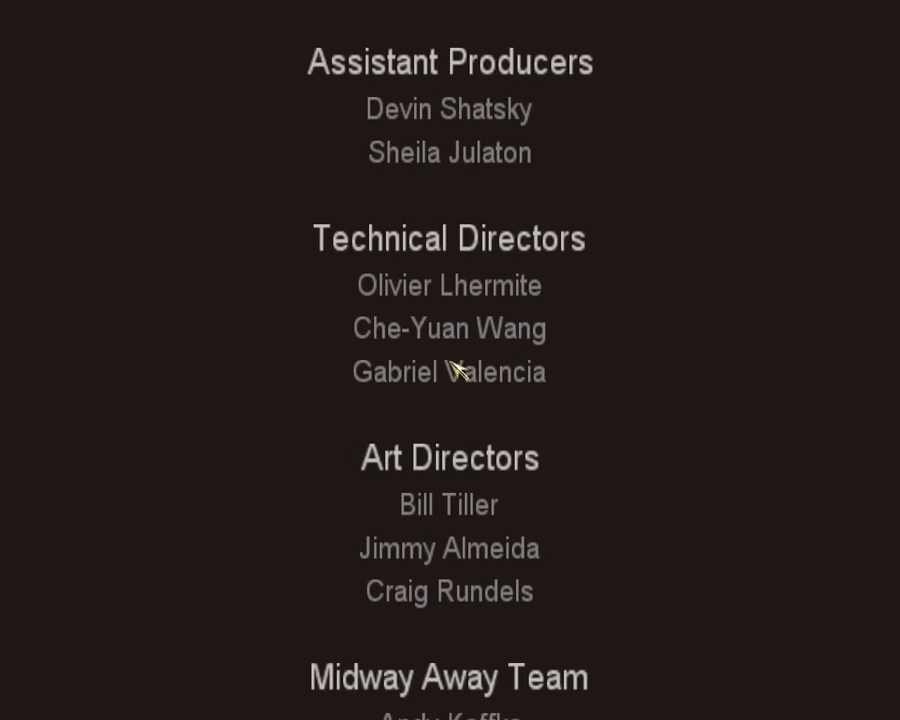 Assistant Producers
Devin Shatsky
Sheila Julaton
Technical Directors
Olivier Lhermite
Che-Yuan Wang
Gabriel Valencia
Art Directors
Bill Tiller
Jimmy Almeida
Craig Rundels
Midway Away Team